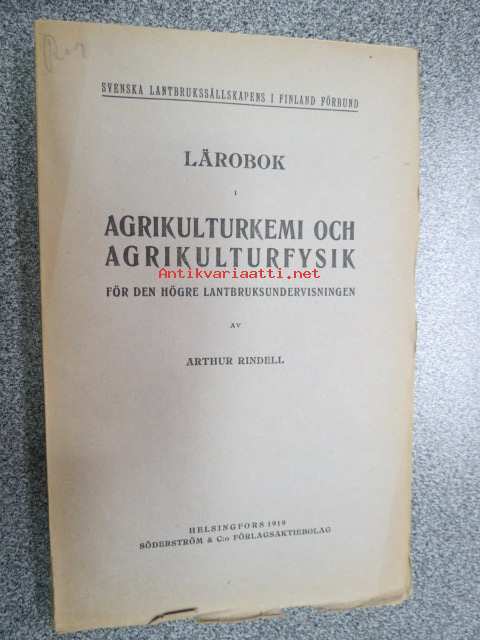 SVENSKA LANTBRUKSSÄLLSKAPENS I FINLAND FÖRBUND
LÄROBOK
I
AGRIKULTURKEMI OCH
AGRIKULTURFYSIK
Antikvariaatti.net
FÖR DEN HÖGRE LANTBRUKSUNDERVISNINGEN
AV
ARTHUR RINDELL
HELSINGFORS 1919
SÖDERSTRÖM & C:o FÖRLAGSAKTIEBOLAG